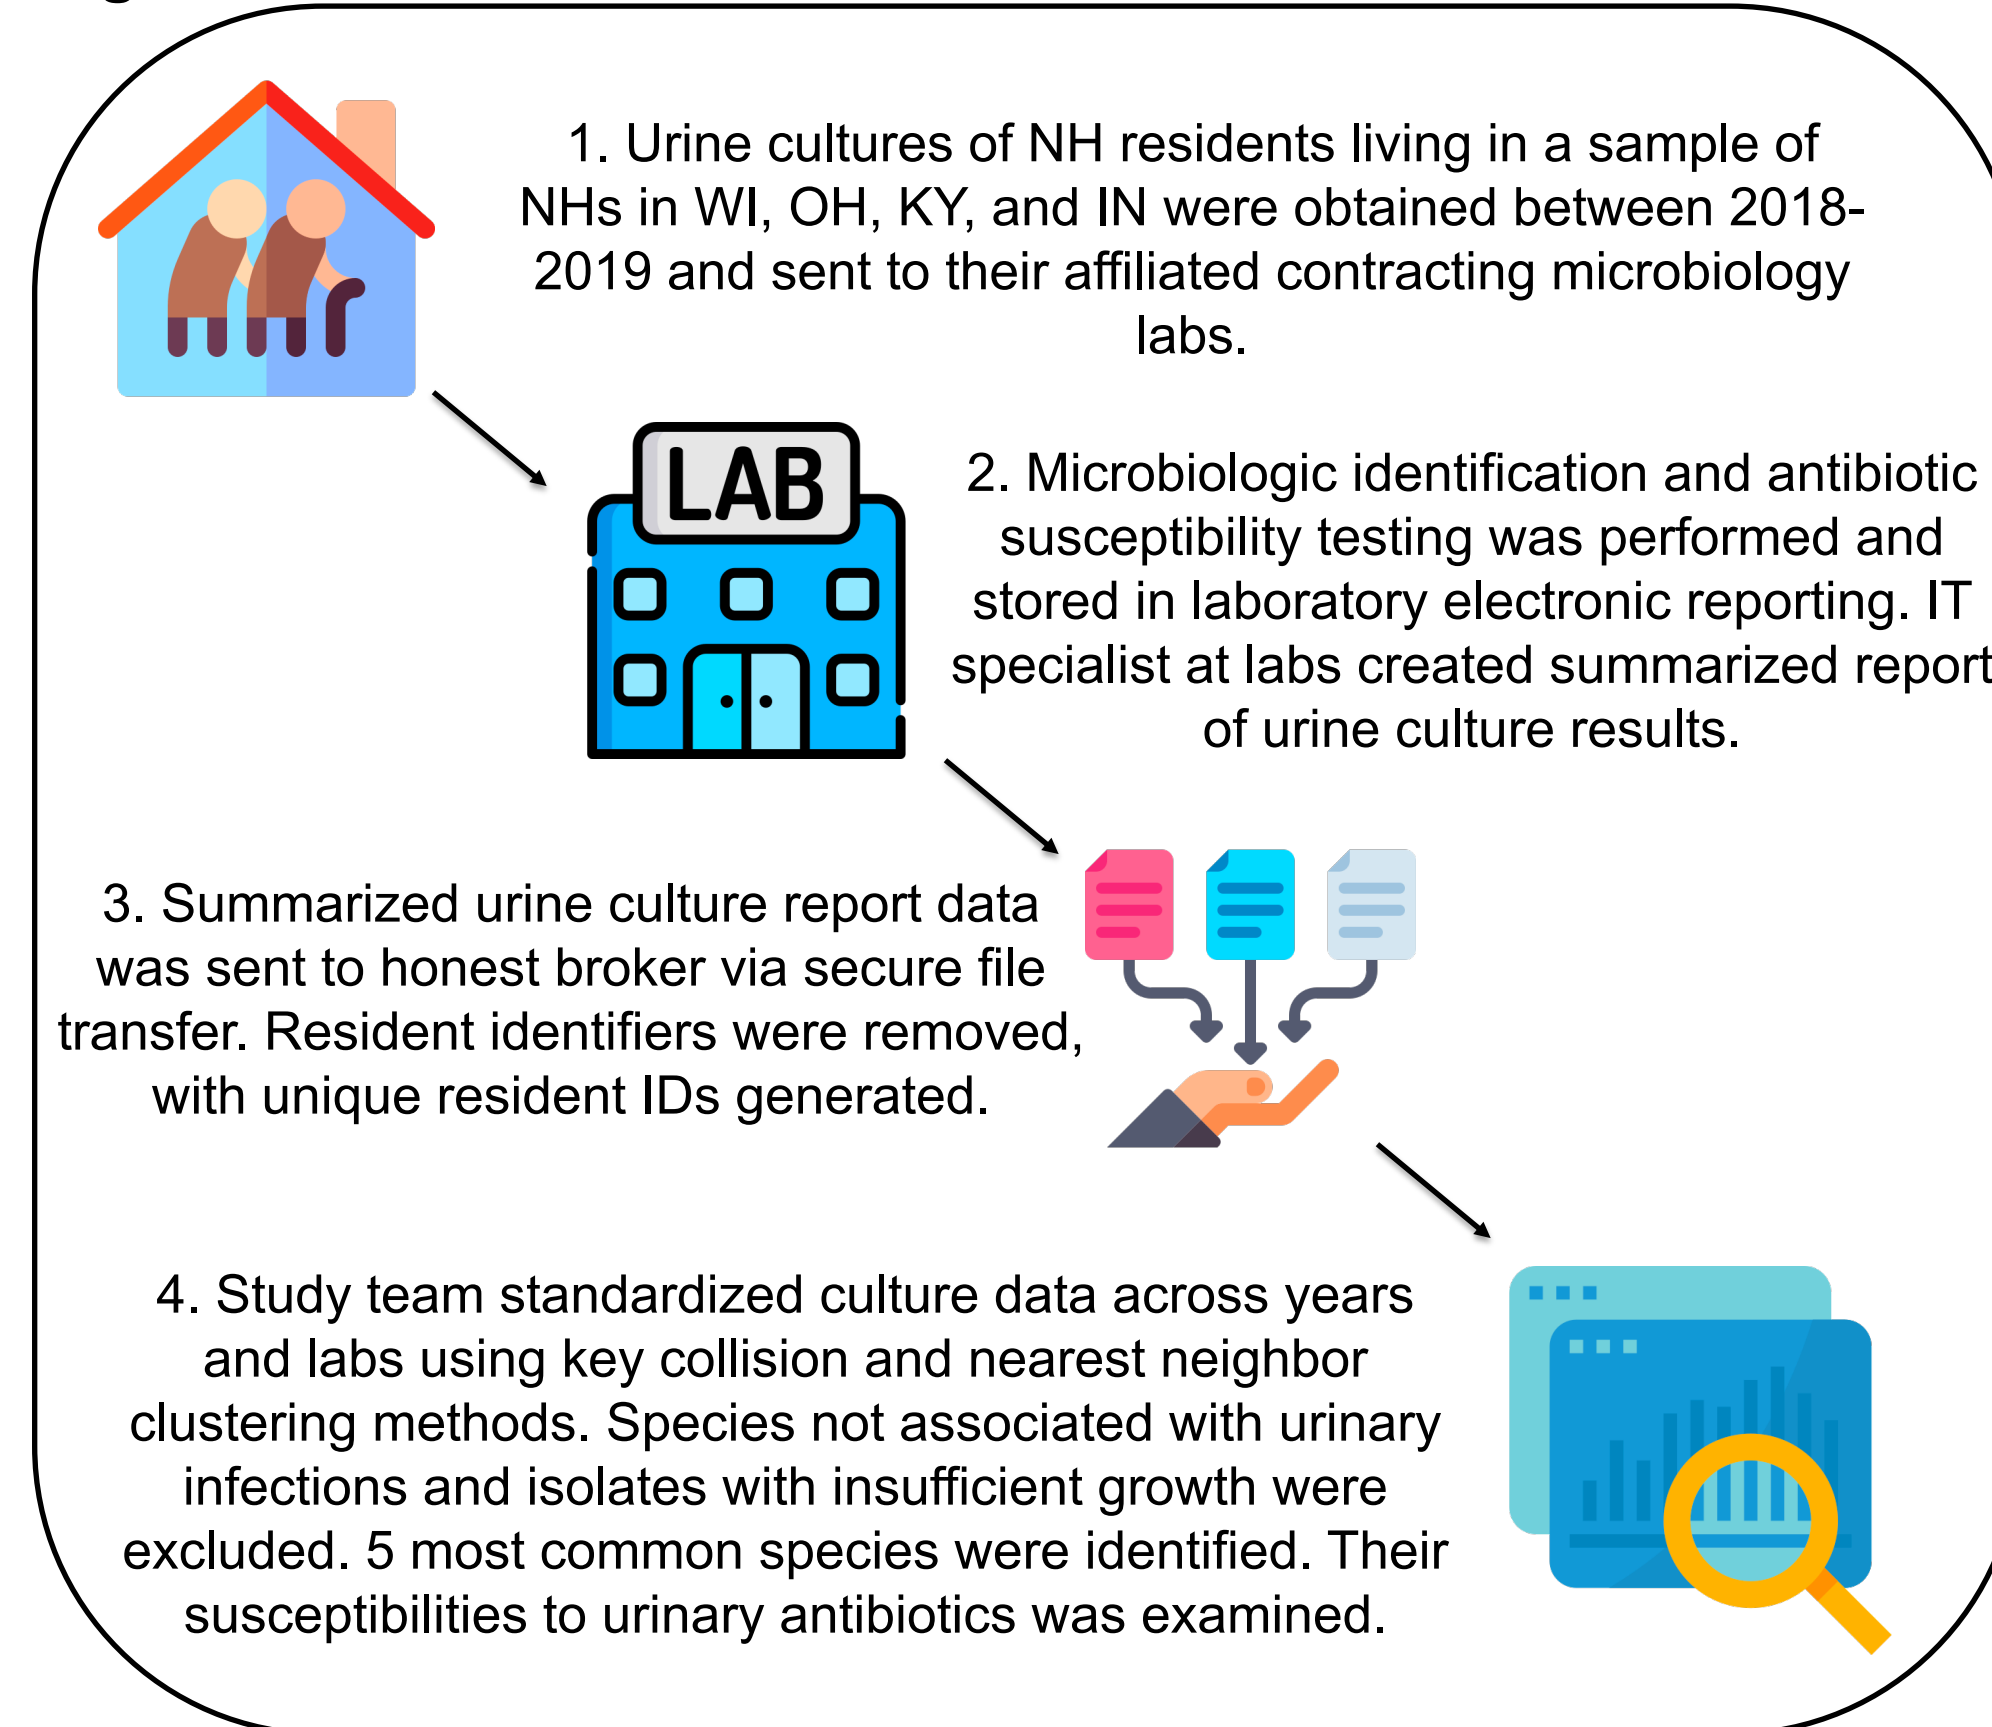 1. Urine cultures of NH residents living in a sample of
NHs in WI, OH, KY, and IN were obtained between 2018-
2019 and sent to their affiliated contracting microbiology
labs.
LAB
2. Microbiologic identification and antibiotic
susceptibility testing was performed and
stored in laboratory electronic reporting. IT
specialist at labs created summarized report
of urine culture results.
3. Summarized urine culture report data
was sent to honest broker via secure file
transfer. Resident identifiers were removed,
with unique resident IDs generated.
4. Study team standardized culture data across years
and labs using key collision and nearest neighbor
clustering methods. Species not associated with urinary
infections and isolates with insufficient growth were
excluded. 5 most common species were identified. Their
susceptibilities to urinary antibiotics was examined.